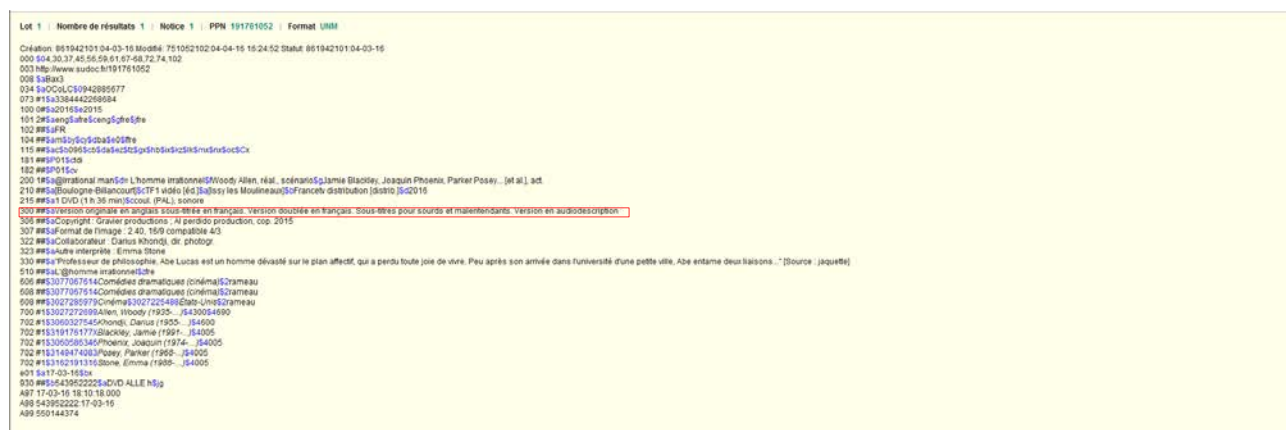 Lot 1 | Nombre de résultats 1 | Notice 1 | PPN 191761052 | Format UNM
Création: 861942101:04-03-16 Modifié: 751052102:04-04-16 16:24:52 Statut: 861942101:04-03-16
000 $04,30,37,45,56,59,61,67-68,72,74,102
003 http://www.sudoc.fr/191761052
008 $aBax3
034 $aOCoLC$0942885677
073 #1$a3384442268684
100 0#$a2016$e2015
101 2#$aeng$afre$ceng$gfre$jfre
102 ##$aFR
104 ##$am$by$cy$dba$e0$ffre
115 ##$ac$b096$cb$da$ez$fz$gx$hb$ix$kz$lk$mx$nx$oc$Cx
181 ##$P01$ctdi
182 ##$P01$cv
200 1#$a@Irrational man$drr L'homme irrationnel$fWoody Allen, réal., scénario$gJamie Blackley, Joaquin Phoenix, Parker Posey... [et al.], act.
210 ##$a[Boulogne-Billancourt]$cTF1 vidéo [éd.]$a[Issy les Moulineaux]$bFrancetv distribution [distrib.]$d2016
215 ##$a1 DVD (1 h 36 min)$ccoul. (PAL), sonore
300 ##$aVersion originale en anglais sous-titrée en français. Version doublée en français. Sous-titres pour sourds et malentendants. Version en audiodescription
306 ##$aCopyright : Gravier productions ; Al perdido production, cop. 2015
307 ##$aFormat de l'image : 2.40, 16/9 compatible 4/3
322 ##$aCollaborateur : Darius Khondji, dir. photogr.
323 ##$aAutre interprète : Emma Stone
330 ##$a"Professeur de philosophie, Abe Lucas est un homme dévasté sur le plan affectif, qui a perdu toute joie de vivre. Peu après son arrivée dans l'université d'une petite ville, Abe entame deux liaisons..." [Source : jaquette]
510 ##$aL'@homme irrationnel$zfre
606 ##$3077067614Comédies dramatiques (cinéma)$2rameau
608 ##$3077067614Comédies dramatiques (cinéma)$2rameau
608 ##$3027285979Cinéma$3027225488États-Unis$2rameau
700 #1$3027272699Allen, Woody (1935-...)$4300$4690
702 #1$3060327545Khondji, Darius (1955-...)$4600
702 #1$319176177XBlackley, Jamie (1991-...)$4005
702 #1$3060586346Phoenix, Joaquin (1974-...)$4005
702 #1$3149474083Posey, Parker (1968-...)$4005
702 #1$3162191316Stone, Emma (1988-...)$4005
e01 $a17-03-16$bx
930 ##$b543952222$aDVD ALLE h$jg
A97 17-03-16 18:10:18.000
A98 543952222:17-03-16
A99 550144374